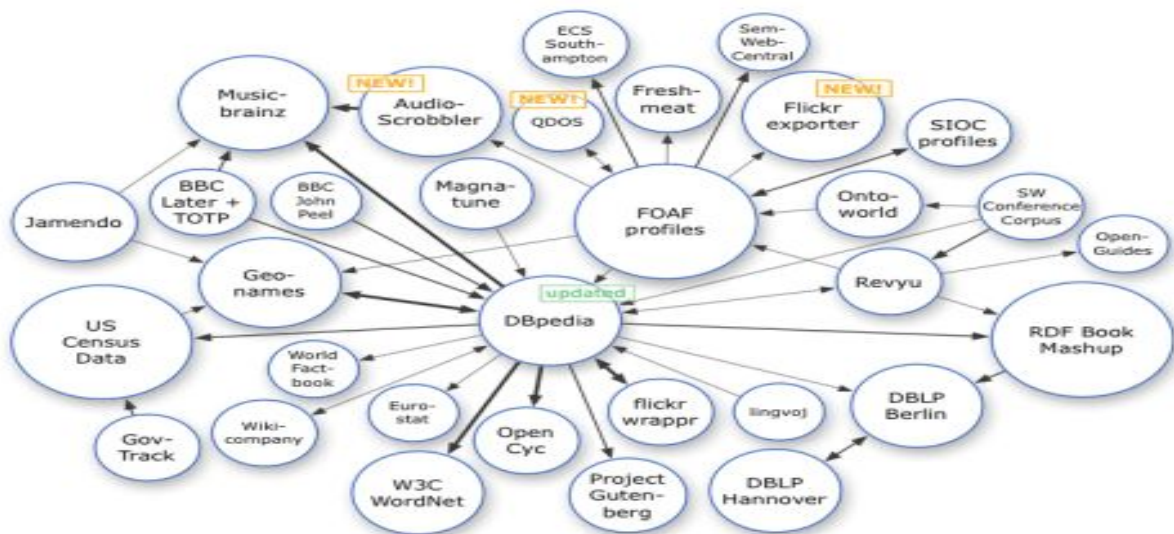 ECS
South-
ampton
Sem-
Web-
Central
NEW!
Music-
brainz
Audio-
Scrobbler
NEW!
QDOS
Fresh-
meat
NEW!
Flickr
exporter
SIOC
profiles
Jamendo
BBC
Later +
TOTP
BBC
John
Peel
Magna-
tune
FOAF
profiles
Onto-
world
SW
Conference
Corpus
Open-
Guides
Geo-
names
updated
DBpedia
Revyu
US
Census
Data
RDF Book
Mashup
World
Fact-
book
Euro-
stat
flickr
wrappr
lingvoj
DBLP
Berlin
Gov-
Track
Wiki-
company
Open
Cyc
W3C
WordNet
Project
Guten-
berg
DBLP
Hannover